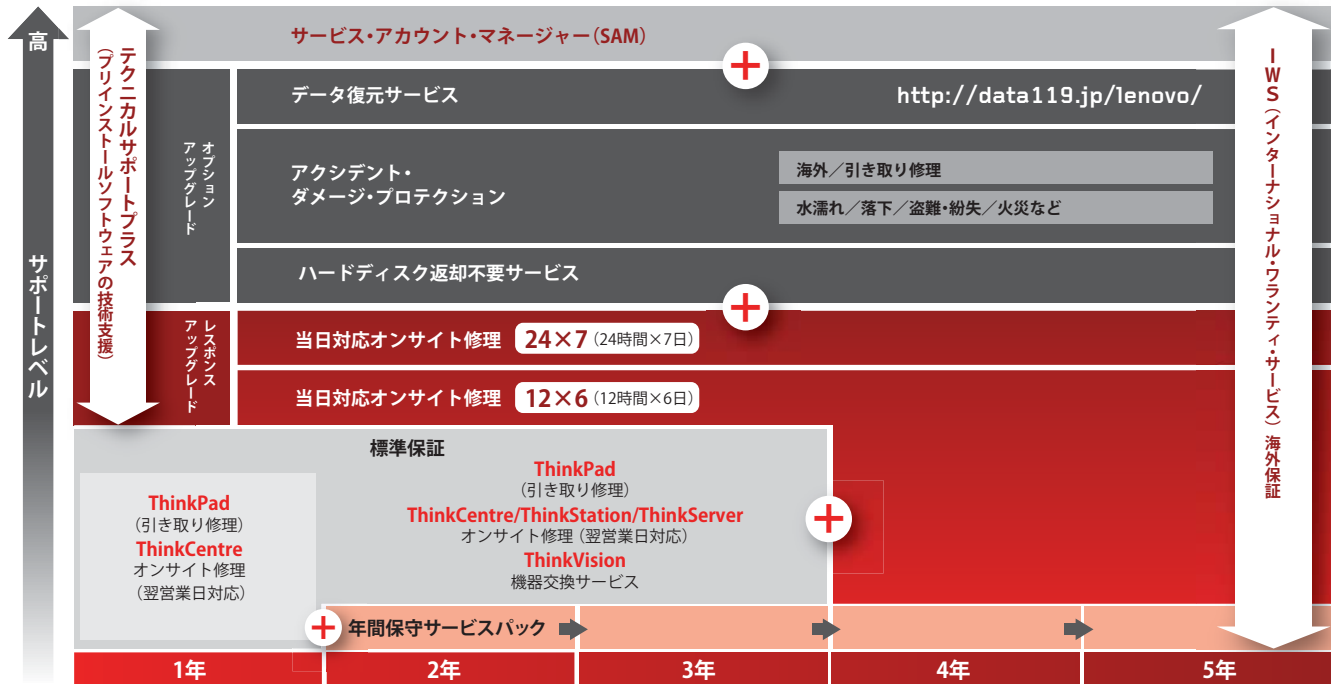 高
サポートレベル
テクニカルサポートプラス
(プリインストールソフトウェアの技術支援)
サービス・アカウント・マネージャー(SAM)
オプション
アップグレード
データ復元サービス
http://data119.jp/lenovo/
アクシデント・
ダメージ・プロテクション
海外/引き取り修理
水濡れ/落下/盗難・紛失/火災など
ハードディスク返却不要サービス
レスポンス
アップグレード
当日対応オンサイト修理 24×7(24時間×7日)
当日対応オンサイト修理 12×6(12時間×6日)
標準保証
ThinkPad
(引き取り修理)
ThinkCentre
オンサイト修理
(翌営業日対応)
ThinkPad
(引き取り修理)
ThinkCentre/ThinkStation/ThinkServer
オンサイト修理(翌営業日対応)
ThinkVision
機器交換サービス
年間保守サービスパック
1年
2年
3年
4年
5年
IWS(インターナショナル・ワランティ・サービス)海外保証